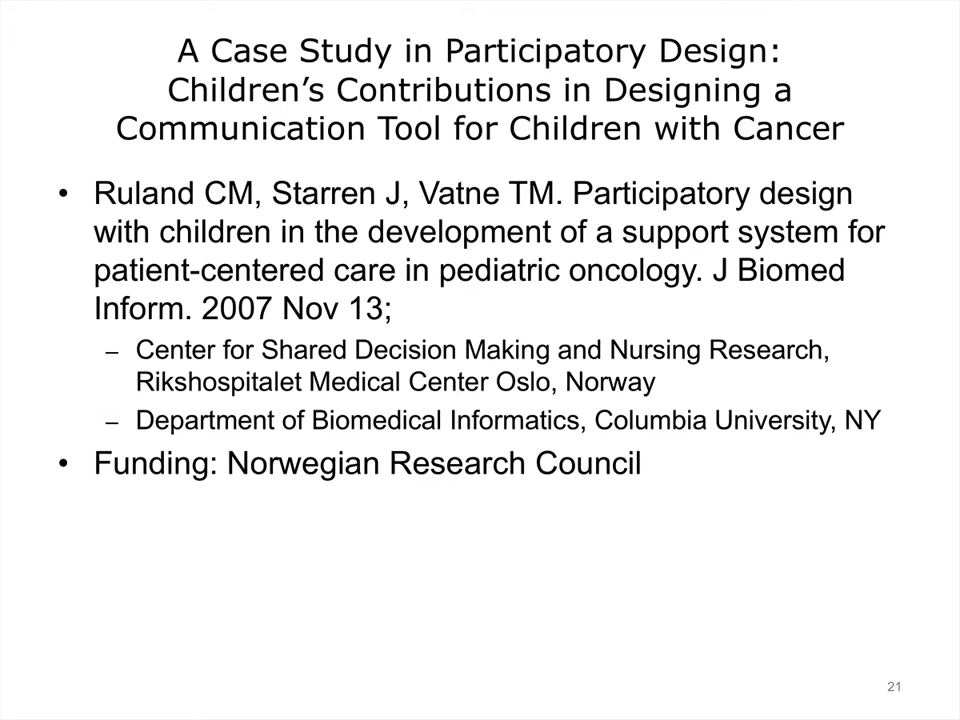 A Case Study in Participatory Design:
Children’s Contributions in Designing a
Communication Tool for Children with Cancer
• Ruland CM, Starren J, Vatne TM. Participatory design
with children in the development of a support system for
patient-centered care in pediatric oncology. J Biomed
Inform. 2007 Nov 13;
– Center for Shared Decision Making and Nursing Research,
Rikshospitalet Medical Center Oslo, Norway
– Department of Biomedical Informatics, Columbia University, NY
• Funding: Norwegian Research Council
21